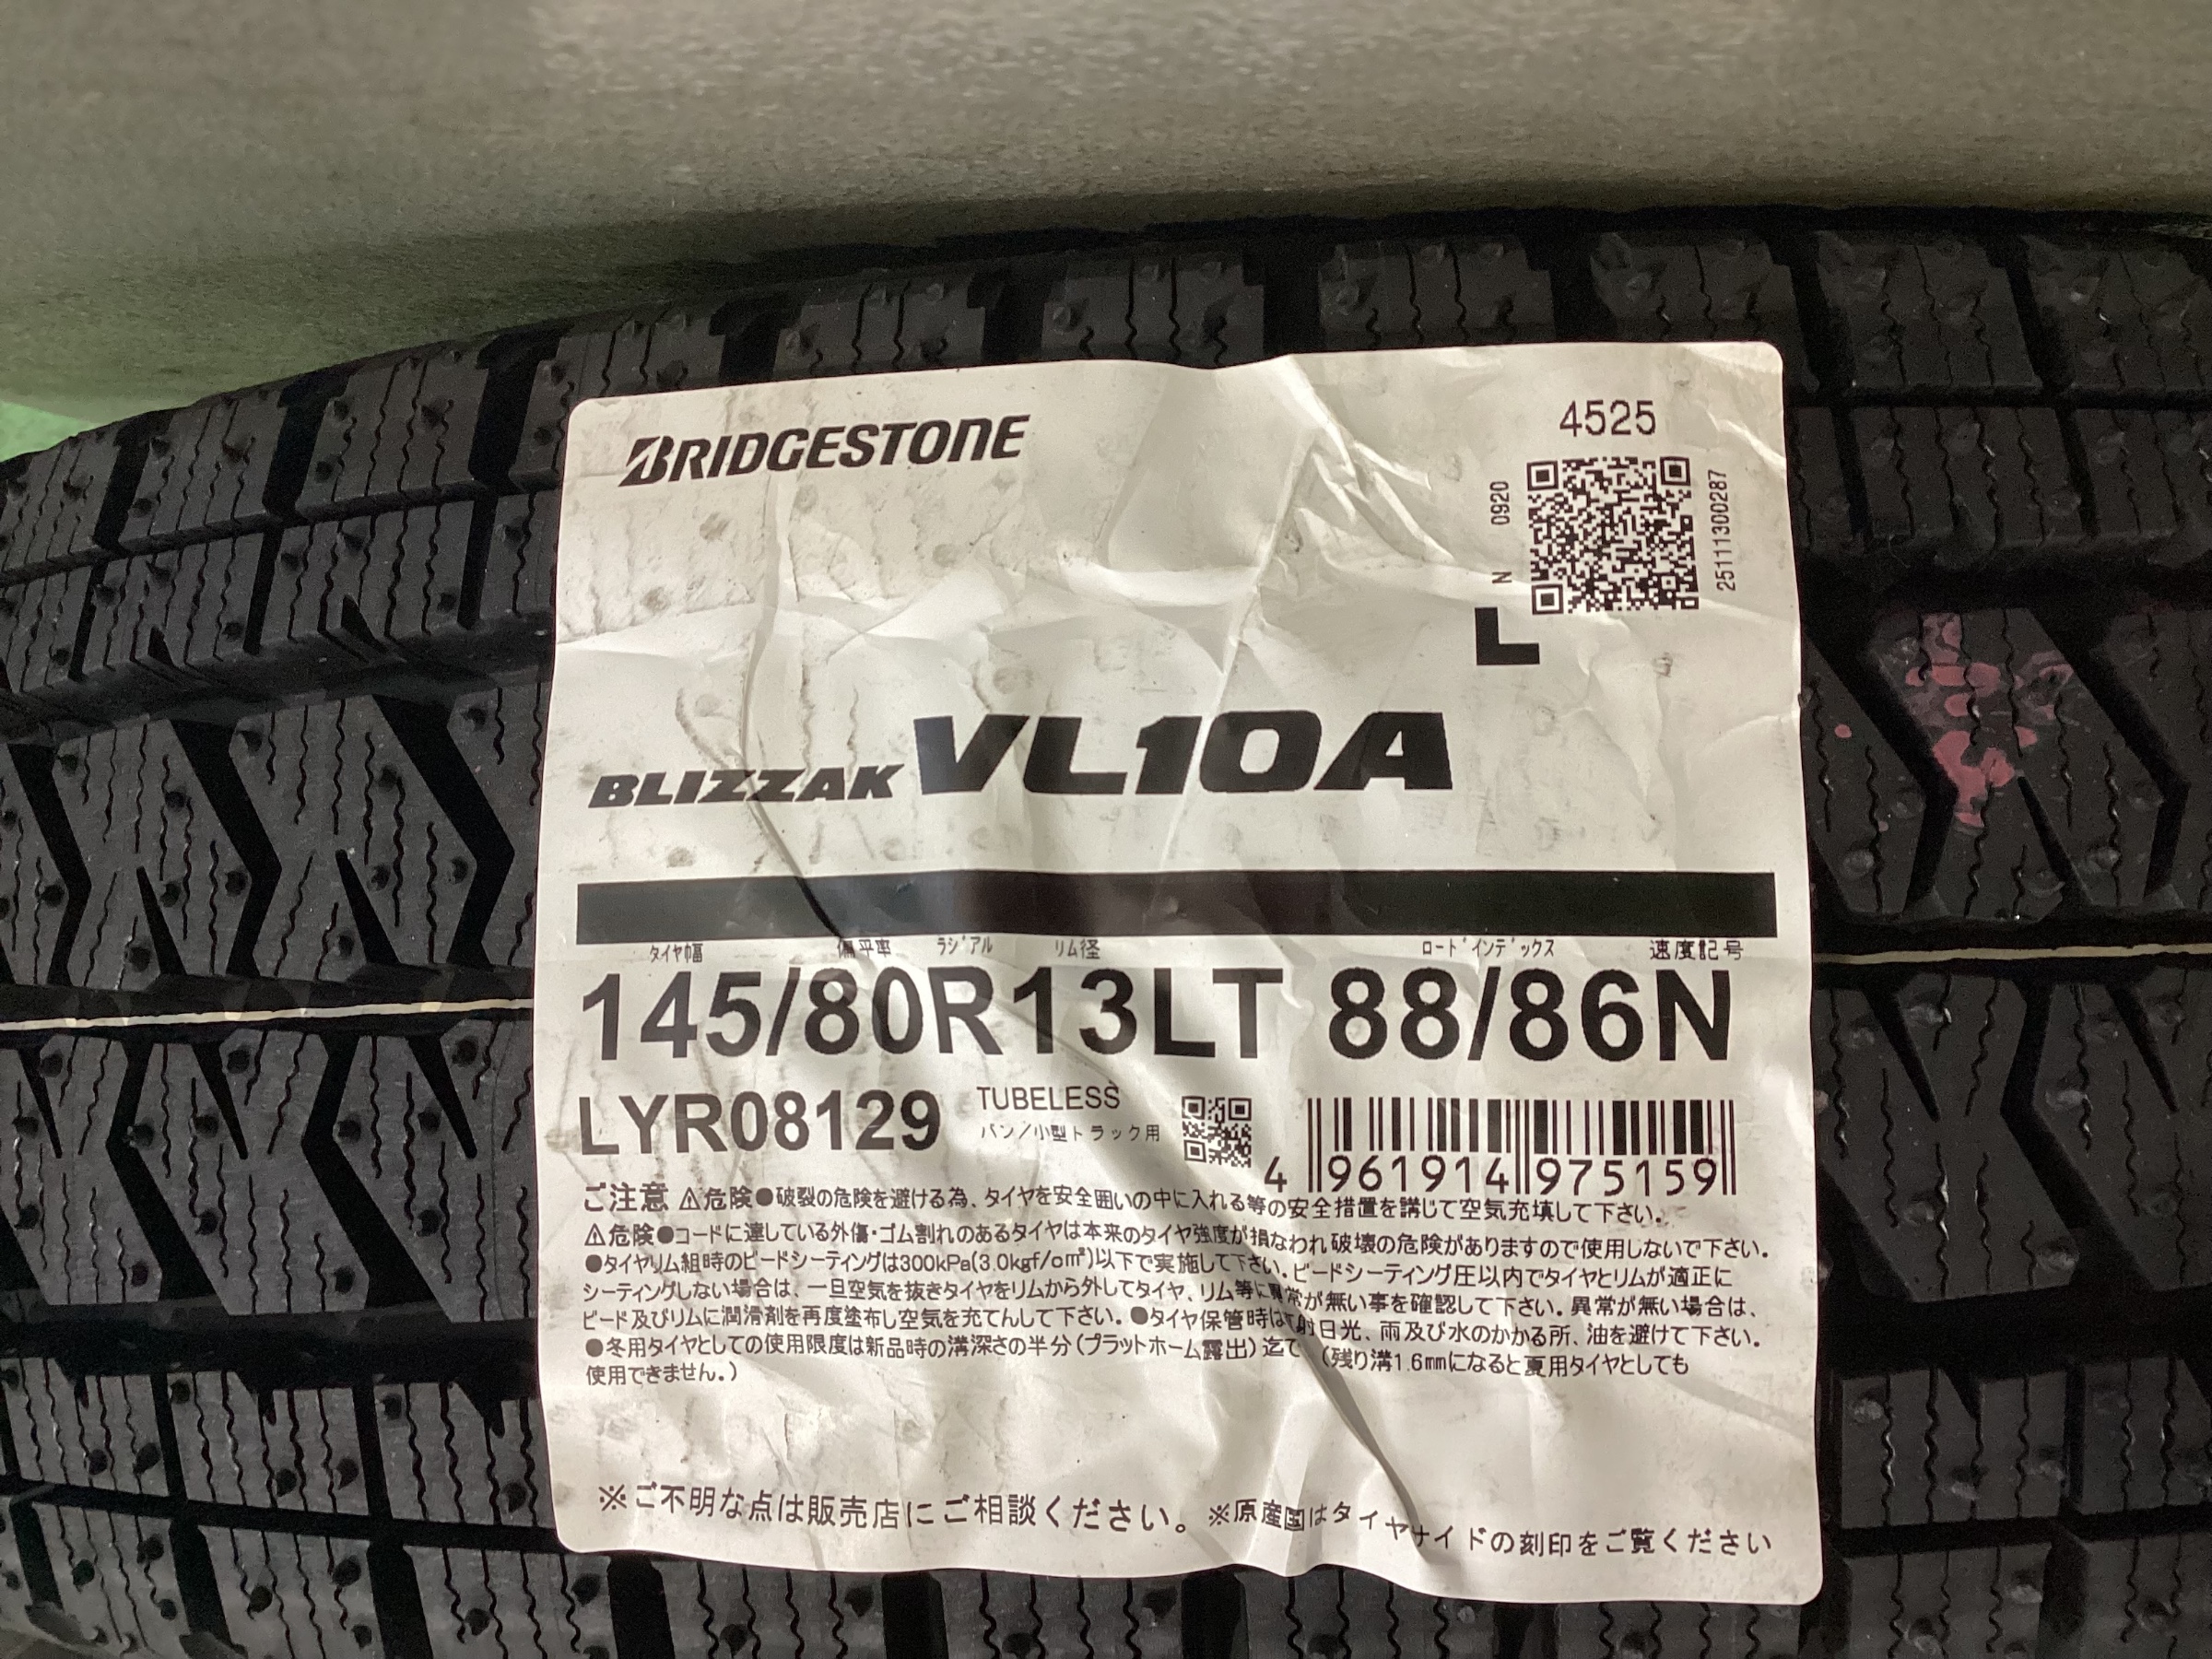 BRIDGESTONE
4525
N 0920
25111300287
L
BLIZZAK VL10A
タイヤ幅 偏平率 ラジアル リム径 ロードインデックス 速度記号
145/80R13LT 88/86N
LYR08129 TUBELESS
バン/小型トラック用
4 961914 975159
ご注意 ⚠危険●破裂の危険を避ける為、タイヤを安全囲いの中に入れる等の安全措置を講じて空気充填して下さい。
⚠危険●コードに達している外傷・ゴム割れのあるタイヤは本来のタイヤ強度が損なわれ破壊の危険がありますので使用しないで下さい。
●タイヤリム組時のビードシーティングは300kPa(3.0kgf/c㎡)以下で実施して下さい。ビードシーティング圧以内でタイヤとリムが適正に
シーティングしない場合は、一旦空気を抜きタイヤをリムから外してタイヤ、リム等に異常が無い事を確認して下さい。異常が無い場合は、
ビード及びリムに潤滑剤を再度塗布し空気を充てんして下さい。●タイヤ保管時は 射日光、雨及び水のかかる所、油を避けて下さい。
●冬用タイヤとしての使用限度は新品時の溝深さの半分(プラットホーム露出)迄で (残り溝1.6mmになると夏用タイヤとしても
使用できません。)
※ご不明な点は販売店にご相談ください。※原産国はタイヤサイドの刻印をご覧ください